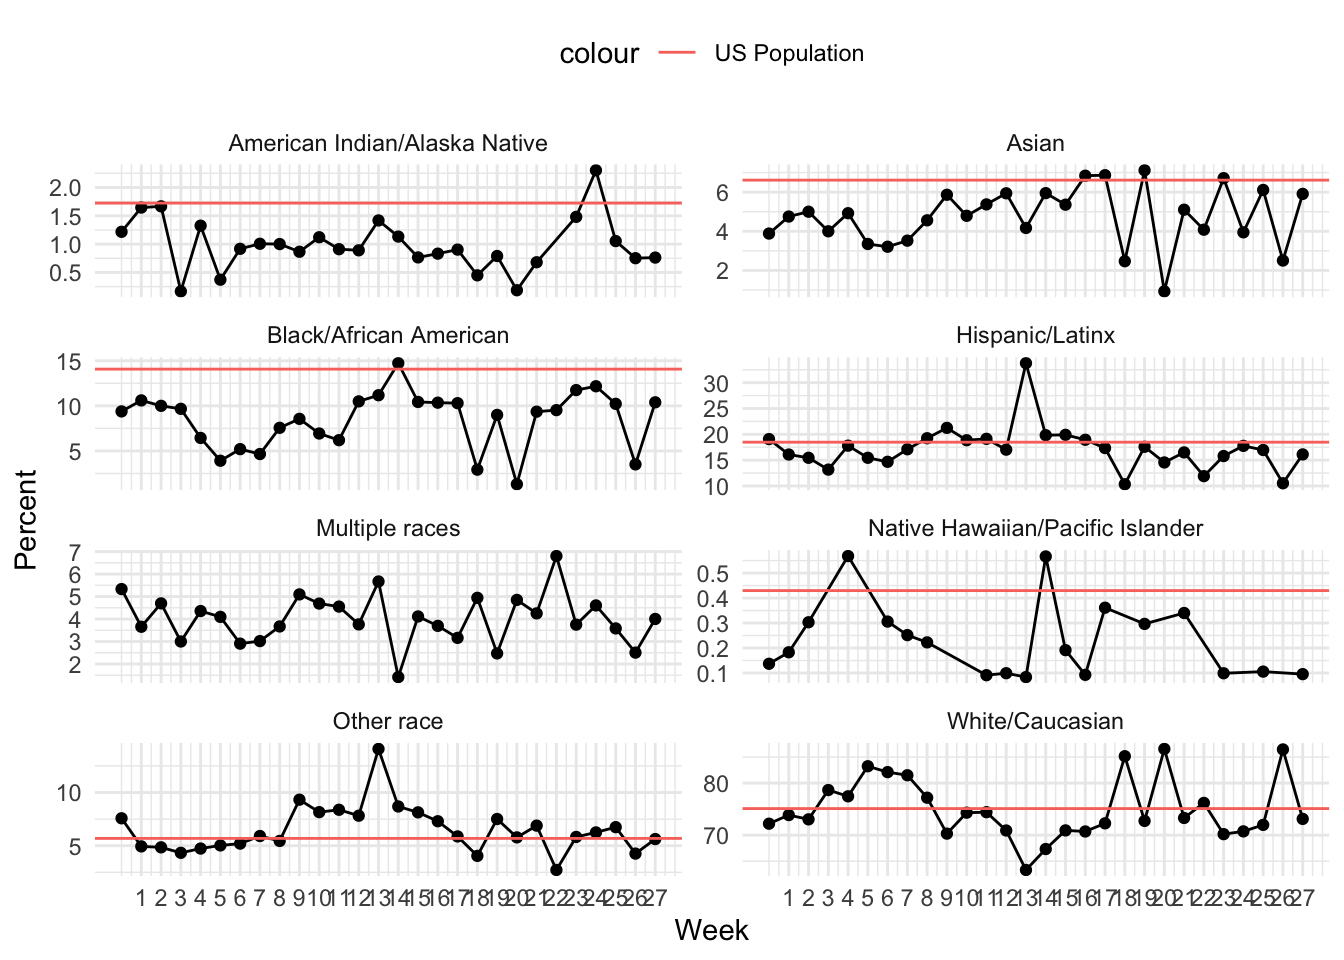 colour US Population
American Indian/Alaska Native
Asian
2.0
1.5
1.0
0.5
6
4
2
Black/African American
Hispanic/Latinx
15
10
5
30
25
20
15
10
Multiple races
Native Hawaiian/Pacific Islander
7
6
5
4
3
2
0.5
0.4
0.3
0.2
0.1
Other race
White/Caucasian
10
5
80
70
1 2 3 4 5 6 7 8 9 10 11 12 13 14 15 16 17 18 19 20 21 22 23 24 25 26 27
1 2 3 4 5 6 7 8 9 10 11 12 13 14 15 16 17 18 19 20 21 22 23 24 25 26 27
Week
Percent